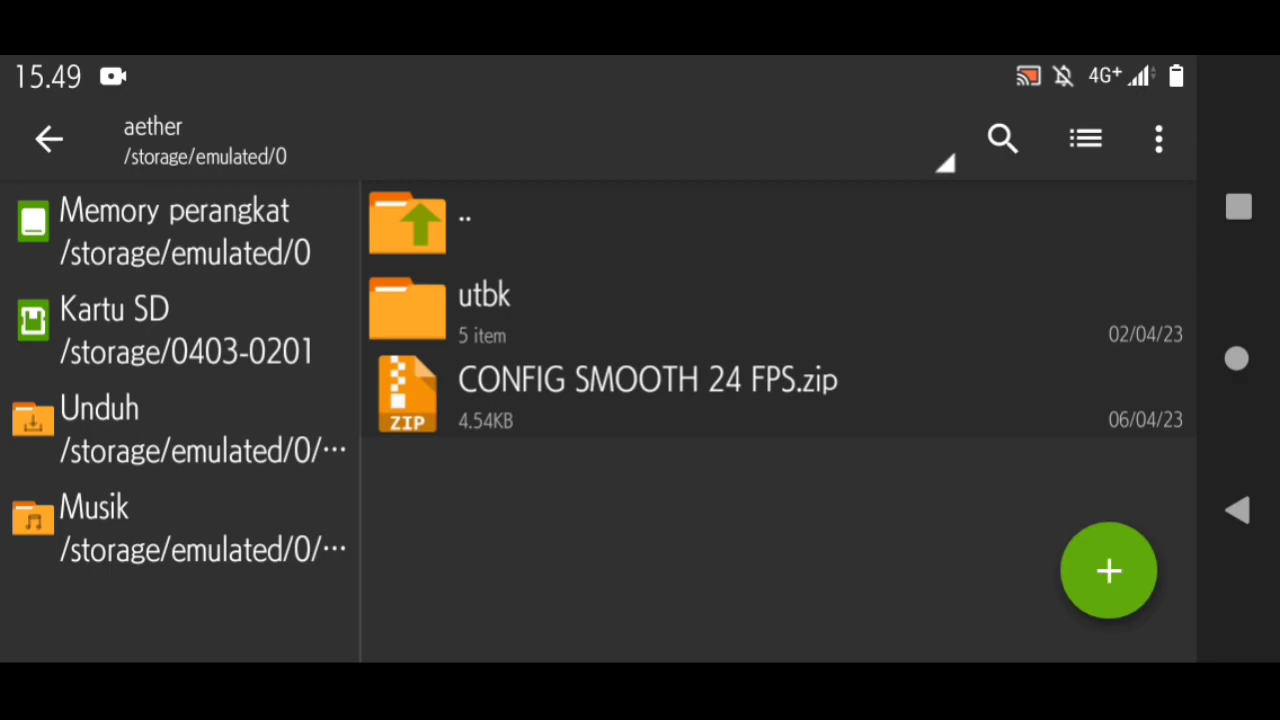 15.49
4G+
aether
/storage/emulated/0
Memory perangkat
/storage/emulated/0
Kartu SD
/storage/0403-0201
Unduh
/storage/emulated/0/···
Musik
/storage/emulated/0/···
..
utbk
5 item
02/04/23
CONFIG SMOOTH 24 FPS.zip
ZIP
4.54KB
06/04/23